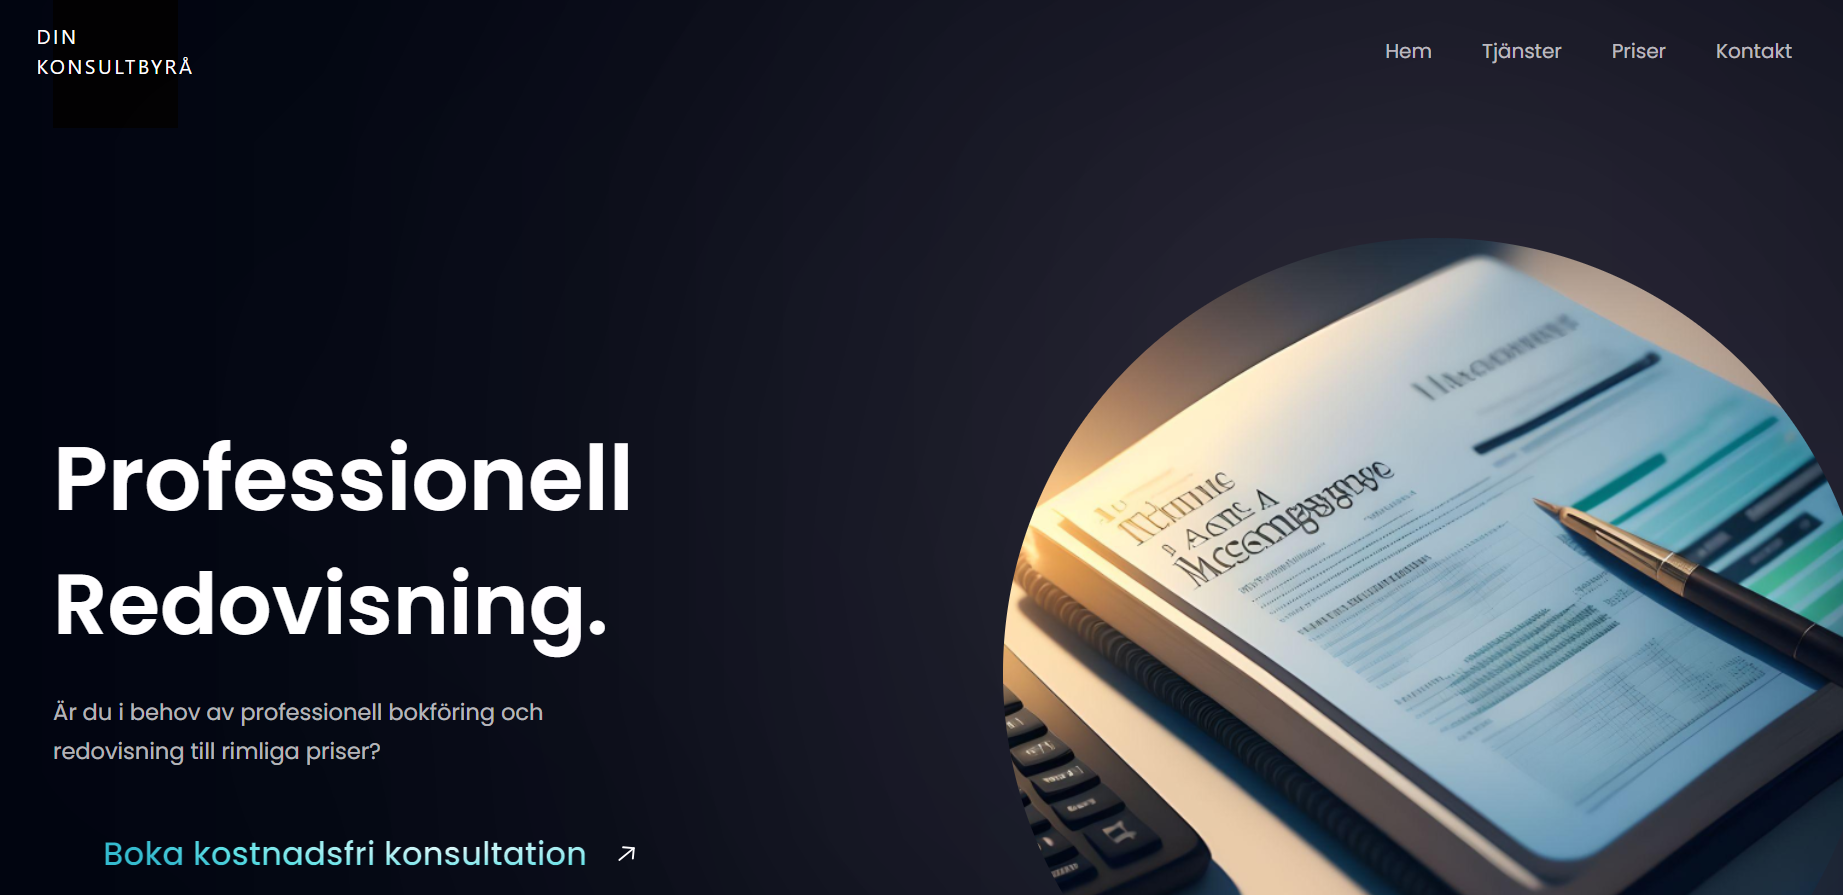 DIN
KONSULTBYRÅ
Hem Tjänster Priser Kontakt
Professionell
Redovisning.
Är du i behov av professionell bokföring och
redovisning till rimliga priser?
Boka kostnadsfri konsultation